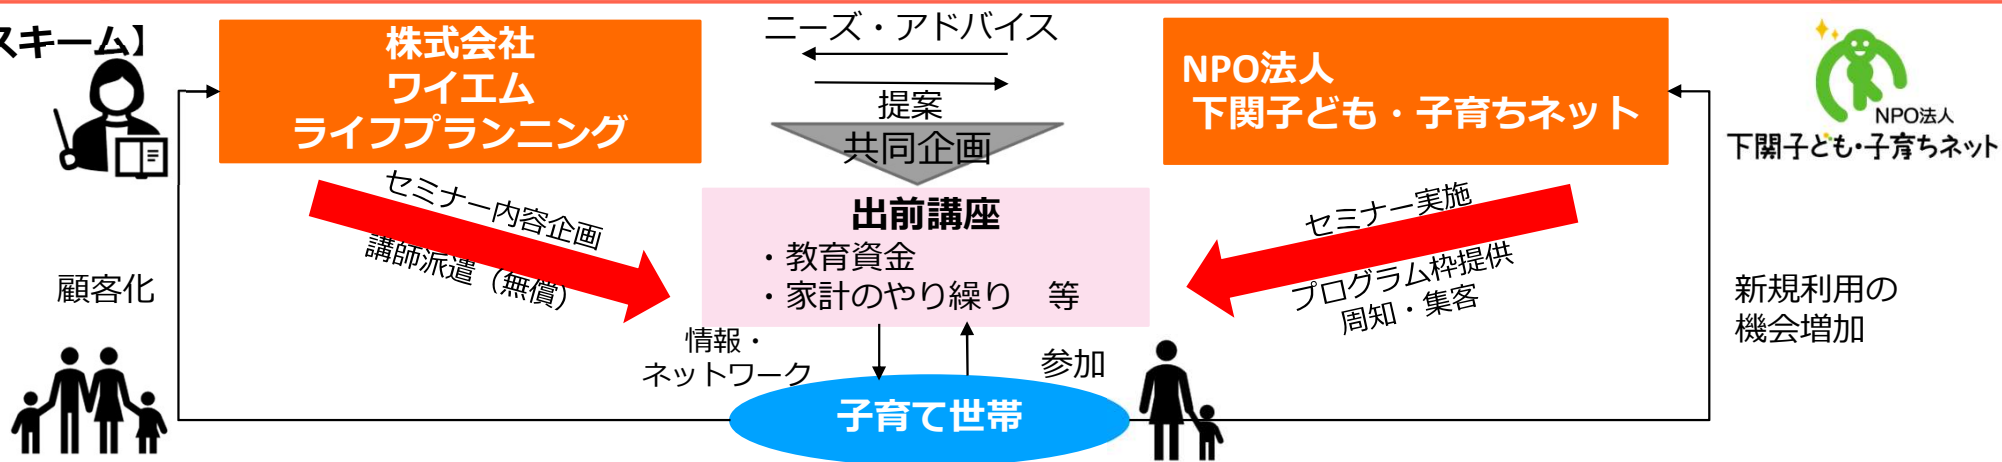 スキーム】
株式会社
ワイエム
ライフプランニング
ニーズ・アドバイス
提案
共同企画
NPO法人
下関子ども・子育ちネット
NPO法人
下関子ども・子育ちネット
セミナー内容企画
講師派遣（無償）
出前講座
・教育資金
・家計のやり繰り　等
セミナー実施
プログラム枠提供
周知・集客
顧客化
新規利用の
機会増加
情報・
ネットワーク
参加
子育て世帯